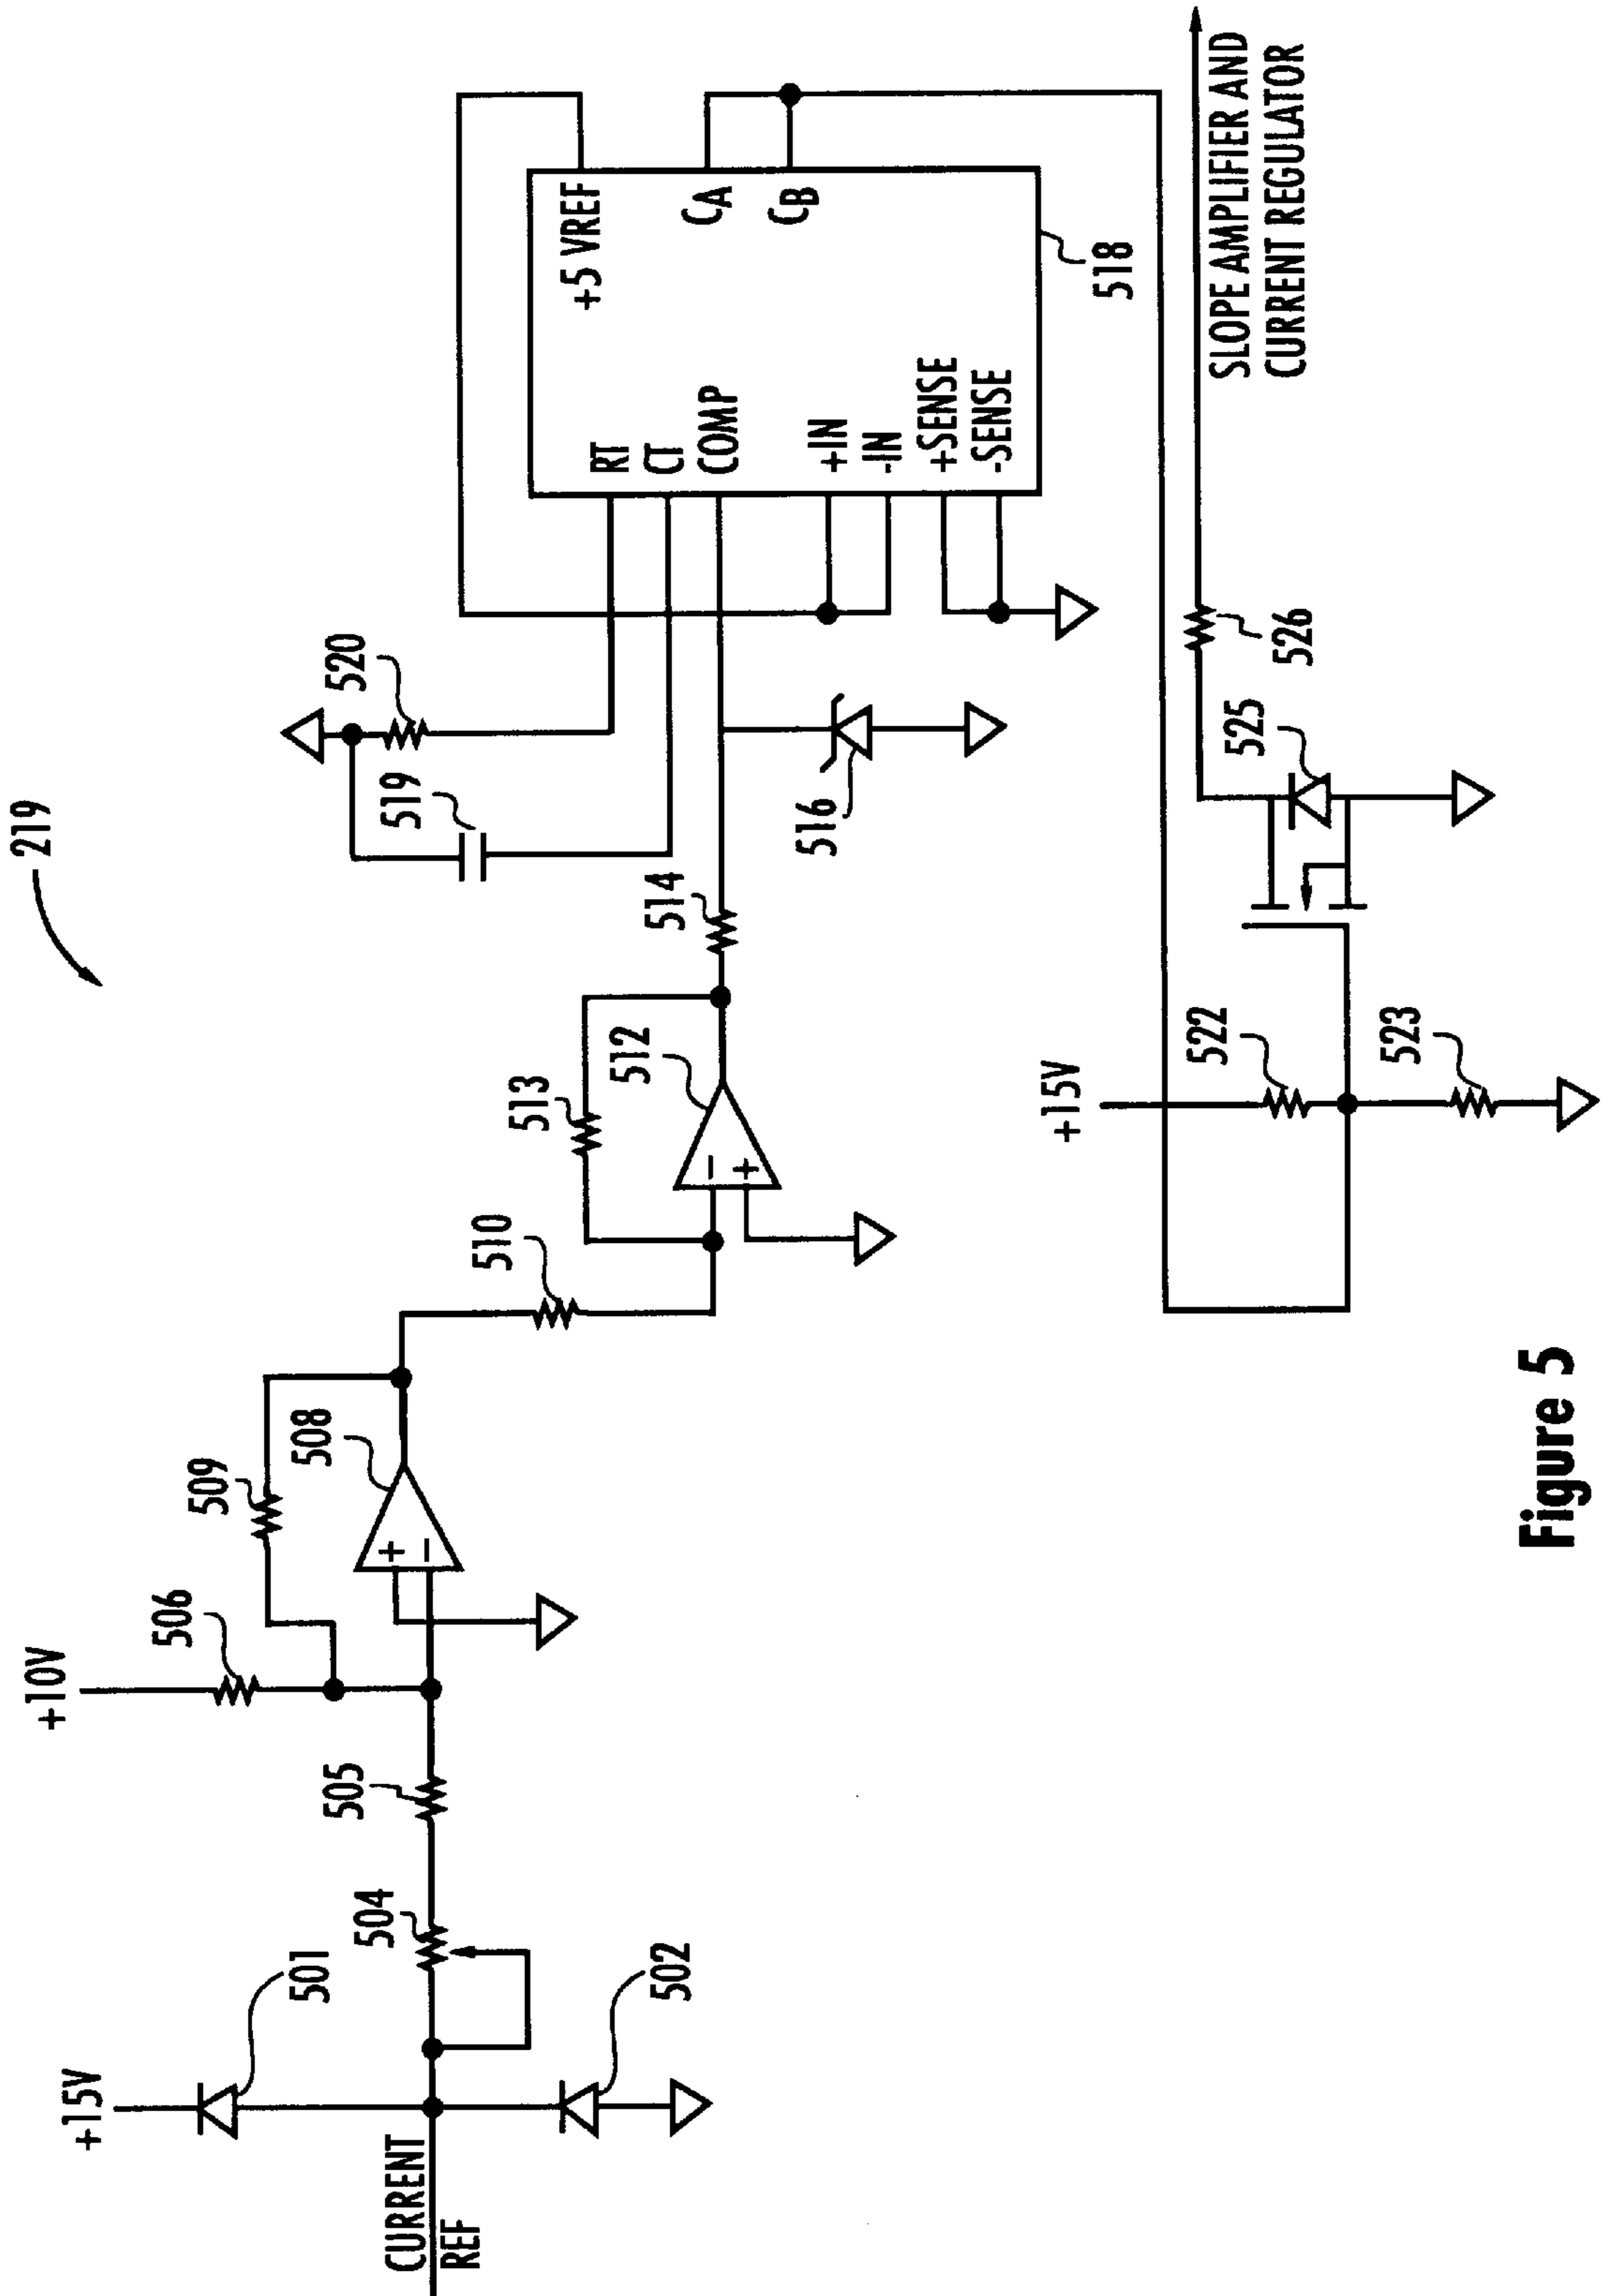 219
+15V
501
CURRENT
REF
502
504
505
+10V
506
509
508
+
−
510
513
512
−
+
514
516
519
520
RT
CT
COMP
+IN
-IN
+SENSE
-SENSE
+5 VREF
CA
CB
518
+15V
522
523
525
526
SLOPE AMPLIFIER AND
CURRENT REGULATOR
Figure 5